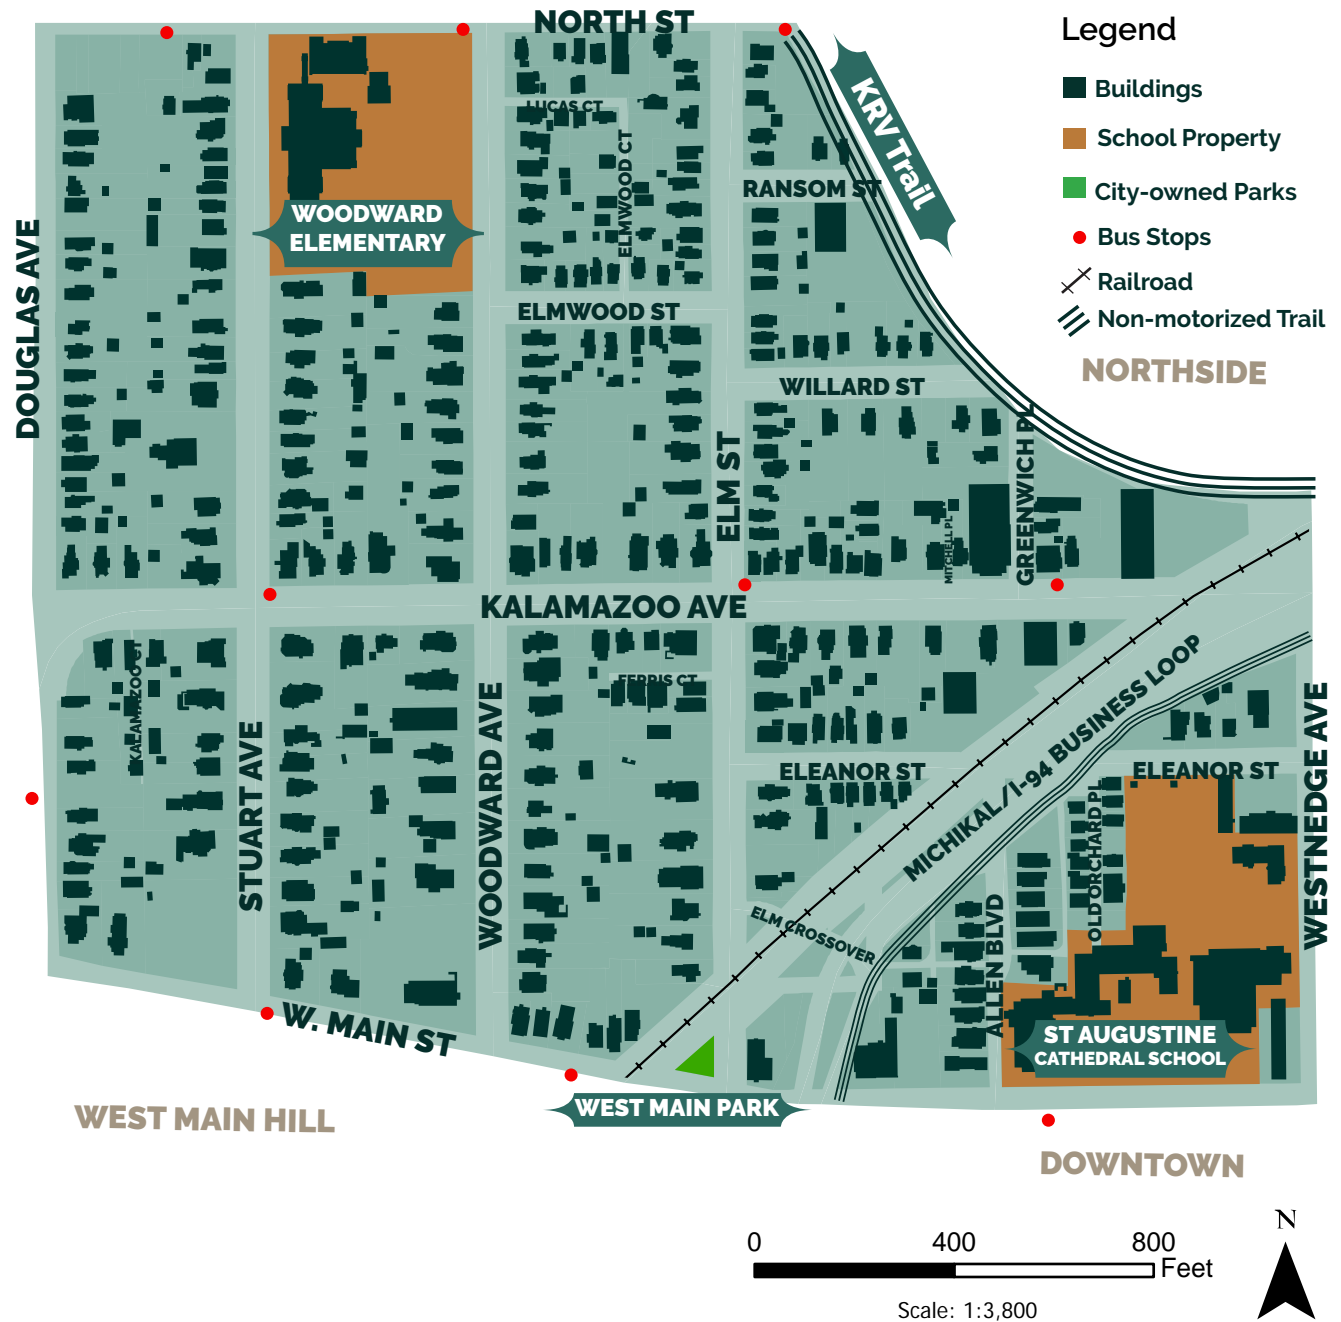 NORTH ST
Legend
Buildings
School Property
City-owned Parks
Bus Stops
Railroad
Non-motorized Trail
KRV Trail
LUCAS CT
ELMWOOD CT
RANSOM ST
WOODWARD
ELEMENTARY
DOUGLAS AVE
ELMWOOD ST
NORTHSIDE
WILLARD ST
ELM ST
GREENWICH PL
MITCHELL PL
KALAMAZOO AVE
KALAMAZOO CT
FERRIS CT
STUART AVE
WOODWARD AVE
ELEANOR ST
MICHIKAL/I-94 BUSINESS LOOP
ELEANOR ST
WESTNEDGE AVE
OLD ORCHARD PL
ELM CROSSOVER
ALLEN BLVD
W. MAIN ST
ST AUGUSTINE
CATHEDRAL SCHOOL
WEST MAIN PARK
WEST MAIN HILL
DOWNTOWN
N
0 400 800
Feet
Scale: 1:3,800